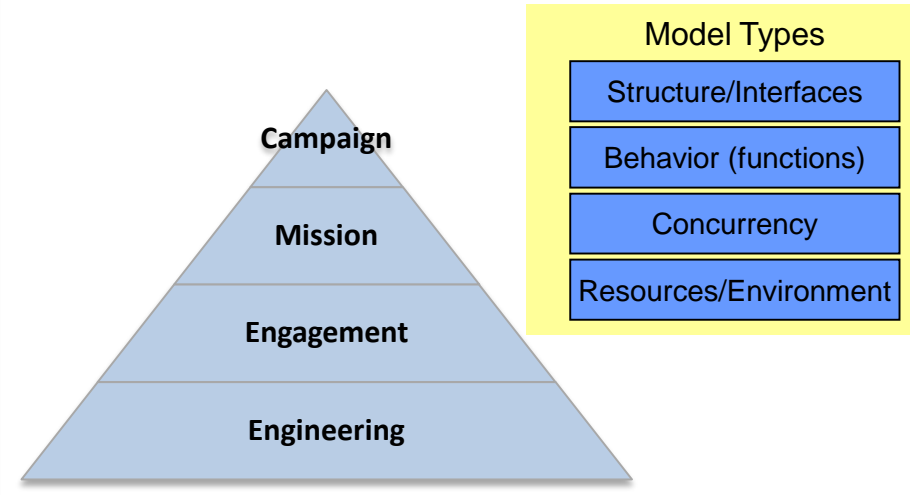 Model Types
Structure/Interfaces
Behavior (functions)
Concurrency
Resources/Environment
Campaign
Mission
Engagement
Engineering